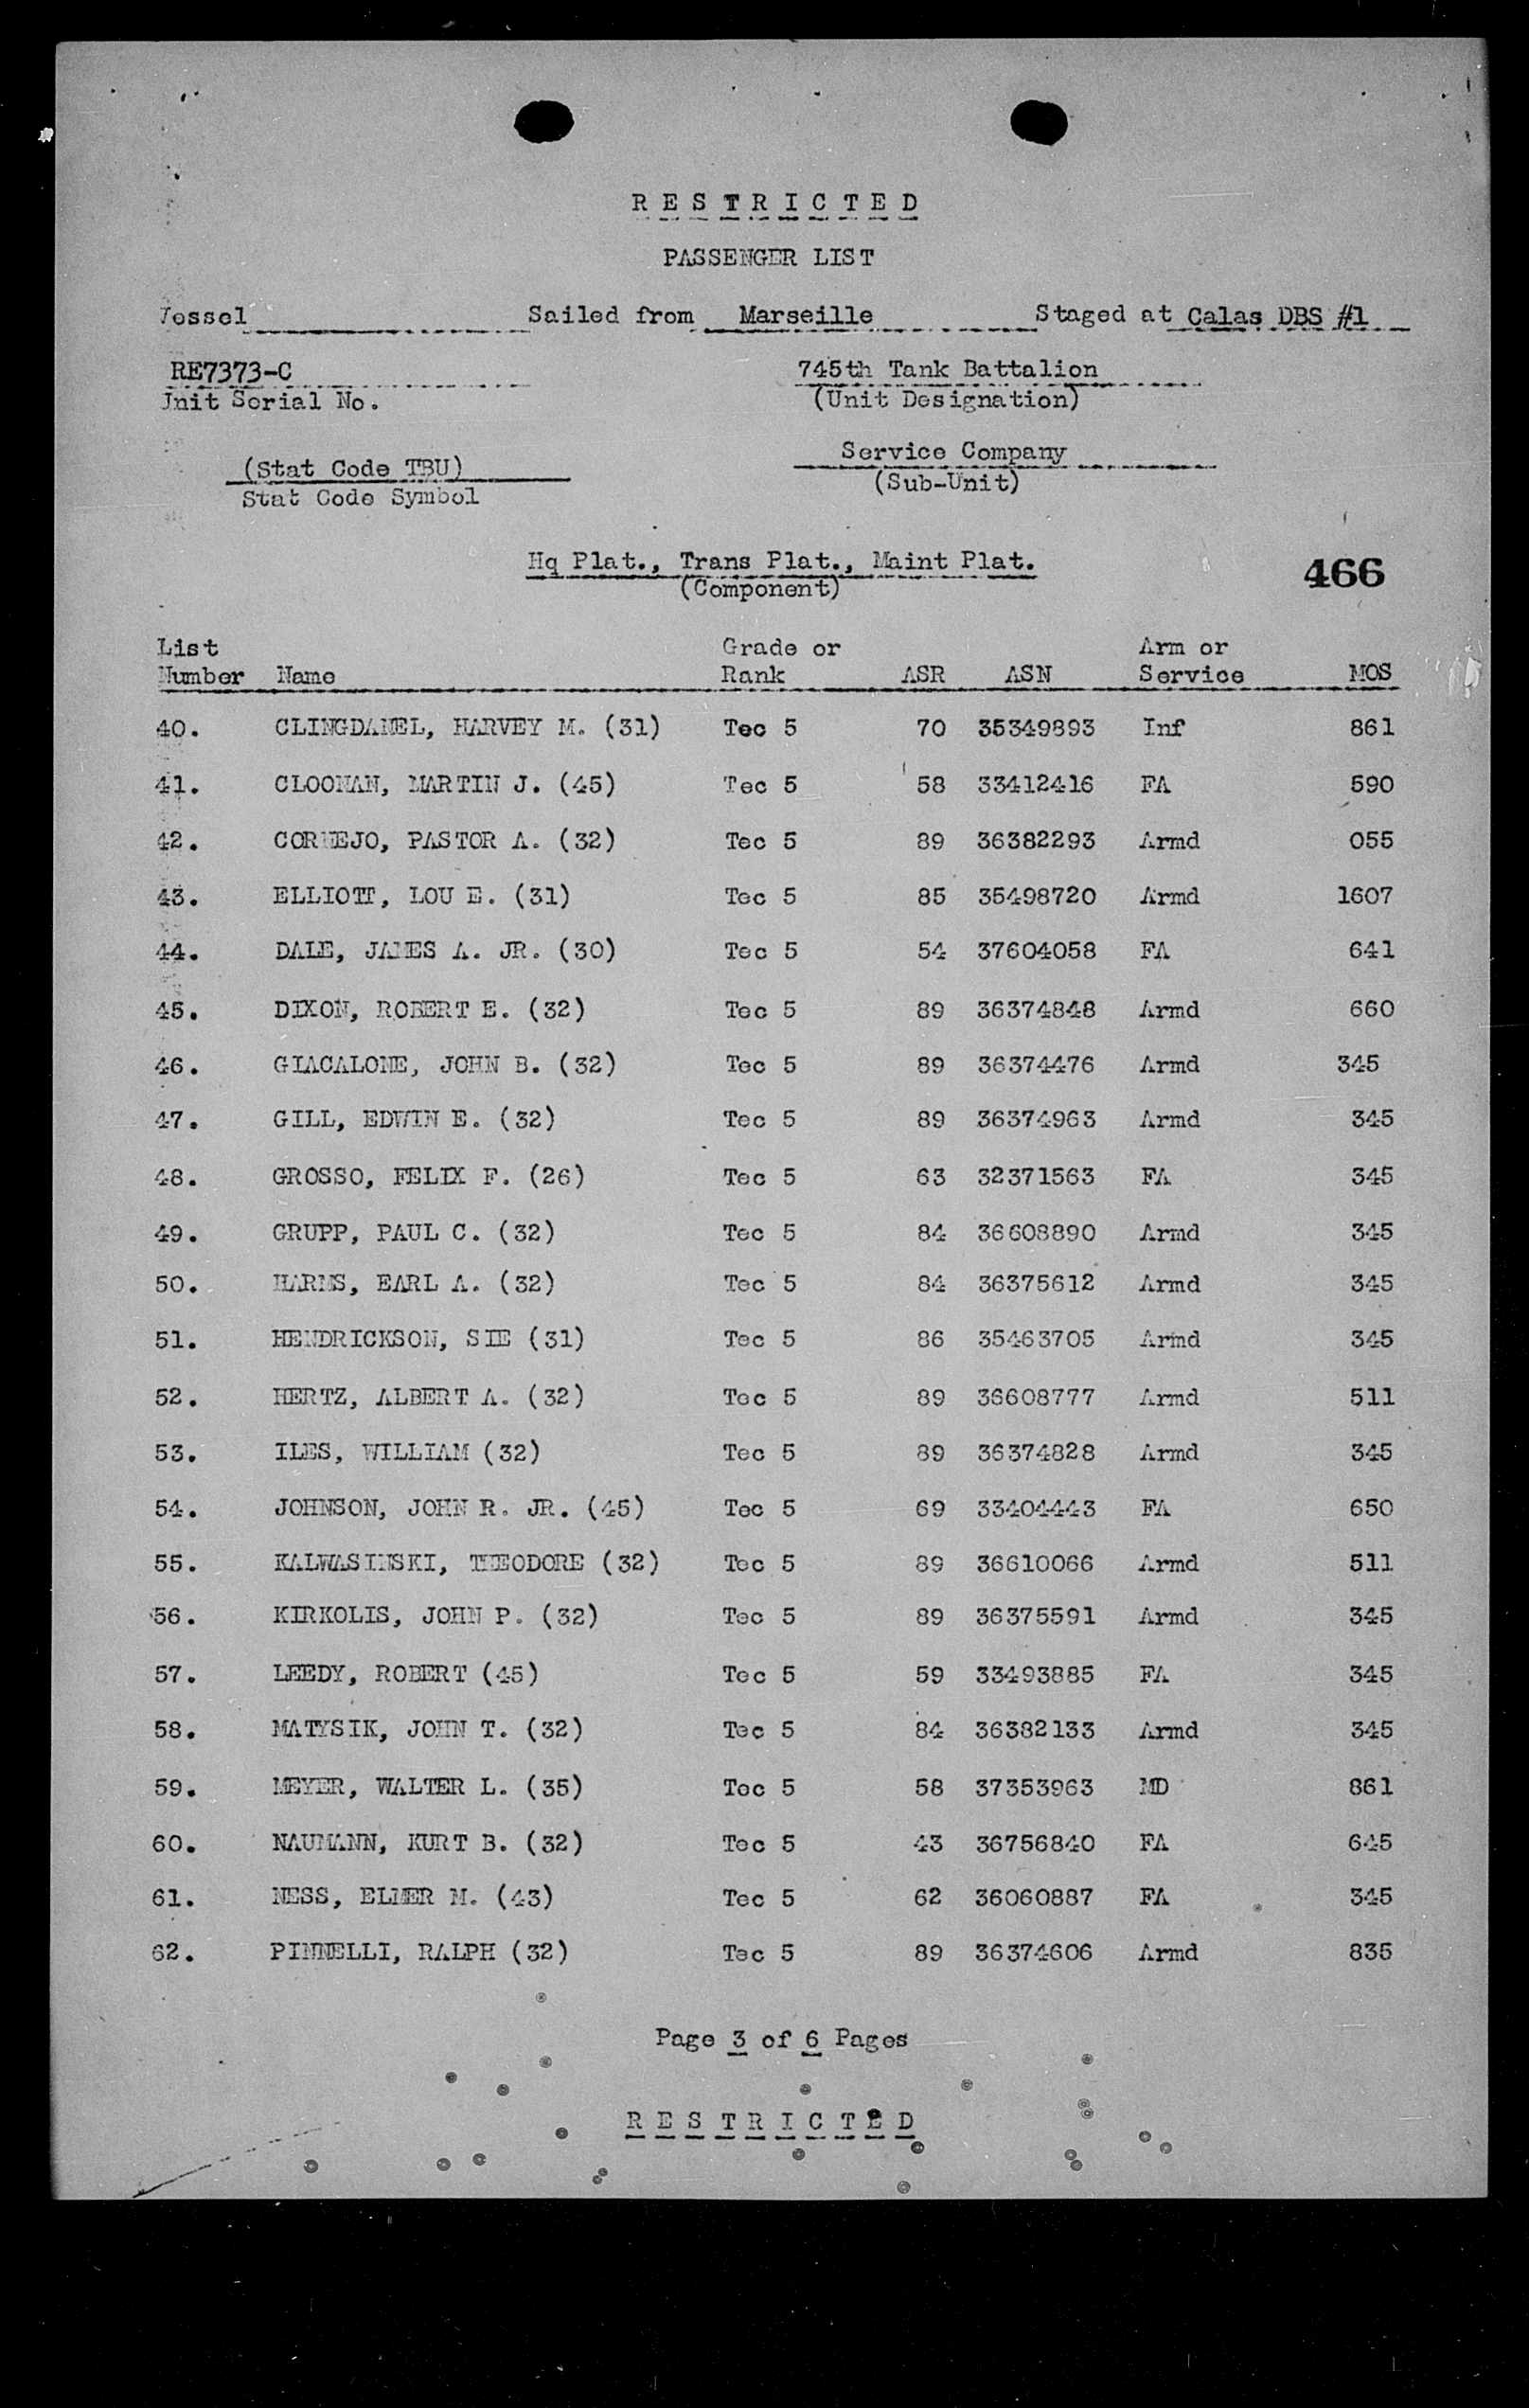 RESTRICTED
PASSENGER LIST
Vessel Sailed from Marseille Staged at Calas DBS #1
RE7373-C 745th Tank Battalion
Unit Serial No. (Unit Designation)
Service Company
(Stat Code TBU) (Sub-Unit)
Stat Code Symbol
Hq Plat., Trans Plat., Maint Plat. 466
(Component)
List Grade or Arm or
Number Name Rank ASR ASN Service MOS
40. CLINGDANEL, HARVEY M. (31) Tec 5 70 35349893 Inf 861
41. CLOONAN, MARTIN J. (45) Tec 5 58 33412416 FA 590
42. CORNEJO, PASTOR A. (32) Tec 5 89 36382293 Armd 055
43. ELLIOTT, LOU E. (31) Tec 5 85 35498720 Armd 1607
44. DALE, JAMES A. JR. (30) Tec 5 54 37604058 FA 641
45. DIXON, ROBERT E. (32) Tec 5 89 36374848 Armd 660
46. GIACALONE, JOHN B. (32) Tec 5 89 36374476 Armd 345
47. GILL, EDWIN E. (32) Tec 5 89 36374963 Armd 345
48. GROSSO, FELIX F. (26) Tec 5 63 32371563 FA 345
49. GRUPP, PAUL C. (32) Tec 5 84 36608890 Armd 345
50. HARMS, EARL A. (32) Tec 5 84 36375612 Armd 345
51. HENDRICKSON, SIE (31) Tec 5 86 35463705 Armd 345
52. HERTZ, ALBERT A. (32) Tec 5 89 36608777 Armd 511
53. ILES, WILLIAM (32) Tec 5 89 36374828 Armd 345
54. JOHNSON, JOHN R. JR. (45) Tec 5 69 33404443 FA 650
55. KALWASINSKI, THEODORE (32) Tec 5 89 36610066 Armd 511
56. KIRKOLIS, JOHN P. (32) Tec 5 89 36375591 Armd 345
57. LEEDY, ROBERT (45) Tec 5 59 33493885 FA 345
58. MATYSIK, JOHN T. (32) Tec 5 84 36382133 Armd 345
59. MEYER, WALTER L. (35) Tec 5 58 37353963 MD 861
60. NAUMANN, KURT B. (32) Tec 5 43 36756840 FA 645
61. NESS, ELMER M. (43) Tec 5 62 36060887 FA 345
62. PINNELLI, RALPH (32) Tec 5 89 36374606 Armd 835
Page 3 of 6 Pages
RESTRICTED